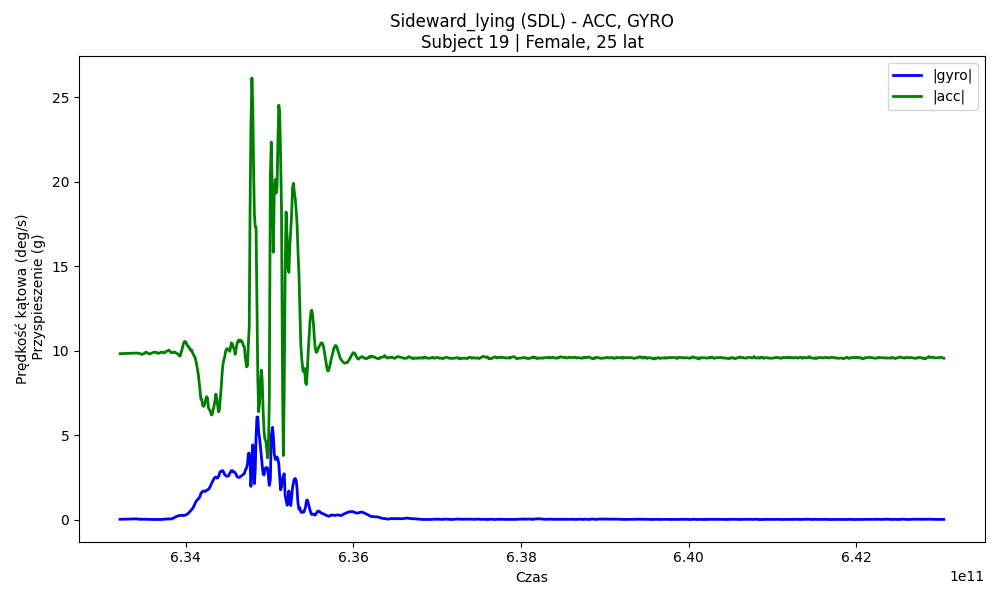 Sideward_lying (SDL) - ACC, GYRO
Subject 19 | Female, 25 lat
|gyro|
|acc|
Prędkość kątowa (deg/s)
Przyspieszenie (g)
25
20
15
10
5
0
6.34
6.36
6.38
6.40
6.42
1e11
Czas